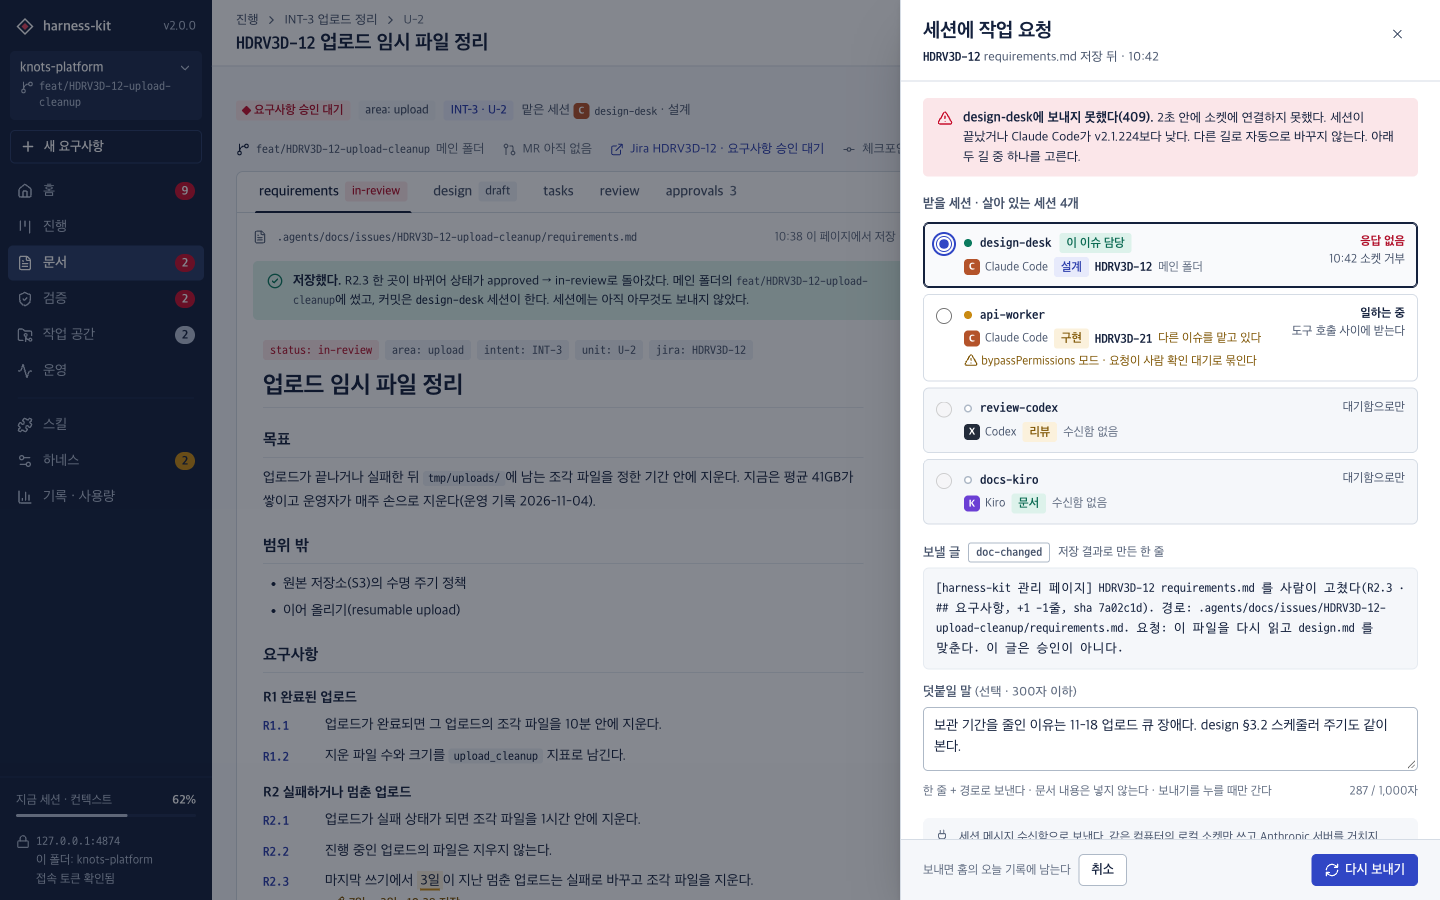 harness-kit
v2.0.0
knots-platform
feat/HDRV3D-12-upload-
cleanup
새 요구사항
홈 9
진행
문서 2
검증 2
작업 공간 2
운영
스킬
하네스 2
기록 · 사용량
지금 세션 · 컨텍스트 62%
127.0.0.1:4874
이 폴더: knots-platform
접속 토큰 확인됨
진행 > INT-3 업로드 정리 > U-2
HDRV3D-12 업로드 임시 파일 정리
요구사항 승인 대기 area: upload INT-3 · U-2 맡은 세션 C design-desk · 설계
feat/HDRV3D-12-upload-cleanup 메인 폴더 MR 아직 없음 Jira HDRV3D-12 · 요구사항 승인 대기 체크포인
requirements in-review design draft tasks review approvals 3
.agents/docs/issues/HDRV3D-12-upload-cleanup/requirements.md 10:38 이 페이지에서 저장
저장했다. R2.3 한 곳이 바뀌어 상태가 approved → in-review로 돌아갔다. 메인 폴더의 feat/HDRV3D-12-upload-
cleanup에 썼고, 커밋은 design-desk 세션이 한다. 세션에는 아직 아무것도 보내지 않았다.
status: in-review area: upload intent: INT-3 unit: U-2 jira: HDRV3D-12
업로드 임시 파일 정리
목표
업로드가 끝나거나 실패한 뒤 tmp/uploads/ 에 남는 조각 파일을 정한 기간 안에 지운다. 지금은 평균 41GB가
쌓이고 운영자가 매주 손으로 지운다(운영 기록 2026-11-04).
범위 밖
• 원본 저장소(S3)의 수명 주기 정책
• 이어 올리기(resumable upload)
요구사항
R1 완료된 업로드
R1.1 업로드가 완료되면 그 업로드의 조각 파일을 10분 안에 지운다.
R1.2 지운 파일 수와 크기를 upload_cleanup 지표로 남긴다.
R2 실패하거나 멈춘 업로드
R2.1 업로드가 실패 상태가 되면 조각 파일을 1시간 안에 지운다.
R2.2 진행 중인 업로드의 파일은 지우지 않는다.
R2.3 마지막 쓰기에서 3일 이 지난 멈춘 업로드는 실패로 바꾸고 조각 파일을 지운다.
세션에 작업 요청
HDRV3D-12 requirements.md 저장 뒤 · 10:42
design-desk에 보내지 못했다(409). 2초 안에 소켓에 연결하지 못했다. 세션이
끝났거나 Claude Code가 v2.1.224보다 낮다. 다른 길로 자동으로 바꾸지 않는다. 아래
두 길 중 하나를 고른다.
받을 세션 · 살아 있는 세션 4개
design-desk 이 이슈 담당 응답 없음
C Claude Code 설계 HDRV3D-12 메인 폴더 10:42 소켓 거부
api-worker 일하는 중
C Claude Code 구현 HDRV3D-21 다른 이슈를 맡고 있다 도구 호출 사이에 받는다
bypassPermissions 모드 · 요청이 사람 확인 대기로 묶인다
review-codex 대기함으로만
X Codex 리뷰 수신함 없음
docs-kiro 대기함으로만
K Kiro 문서 수신함 없음
보낼 글 doc-changed 저장 결과로 만든 한 줄
[harness-kit 관리 페이지] HDRV3D-12 requirements.md 를 사람이 고쳤다(R2.3 ·
## 요구사항, +1 -1줄, sha 7a02c1d). 경로: .agents/docs/issues/HDRV3D-12-
upload-cleanup/requirements.md. 요청: 이 파일을 다시 읽고 design.md 를
맞춘다. 이 글은 승인이 아니다.
덧붙일 말 (선택 · 300자 이하)
보관 기간을 줄인 이유는 11-18 업로드 큐 장애다. design §3.2 스케줄러 주기도 같이
본다.
한 줄 + 경로로 보낸다 · 문서 내용은 넣지 않는다 · 보내기를 누를 때만 간다 287 / 1,000자
세션 메시지 수신함으로 보낸다. 같은 컴퓨터의 로컬 소켓만 쓰고 Anthropic 서버를 거치지
보내면 홈의 오늘 기록에 남는다 취소 다시 보내기